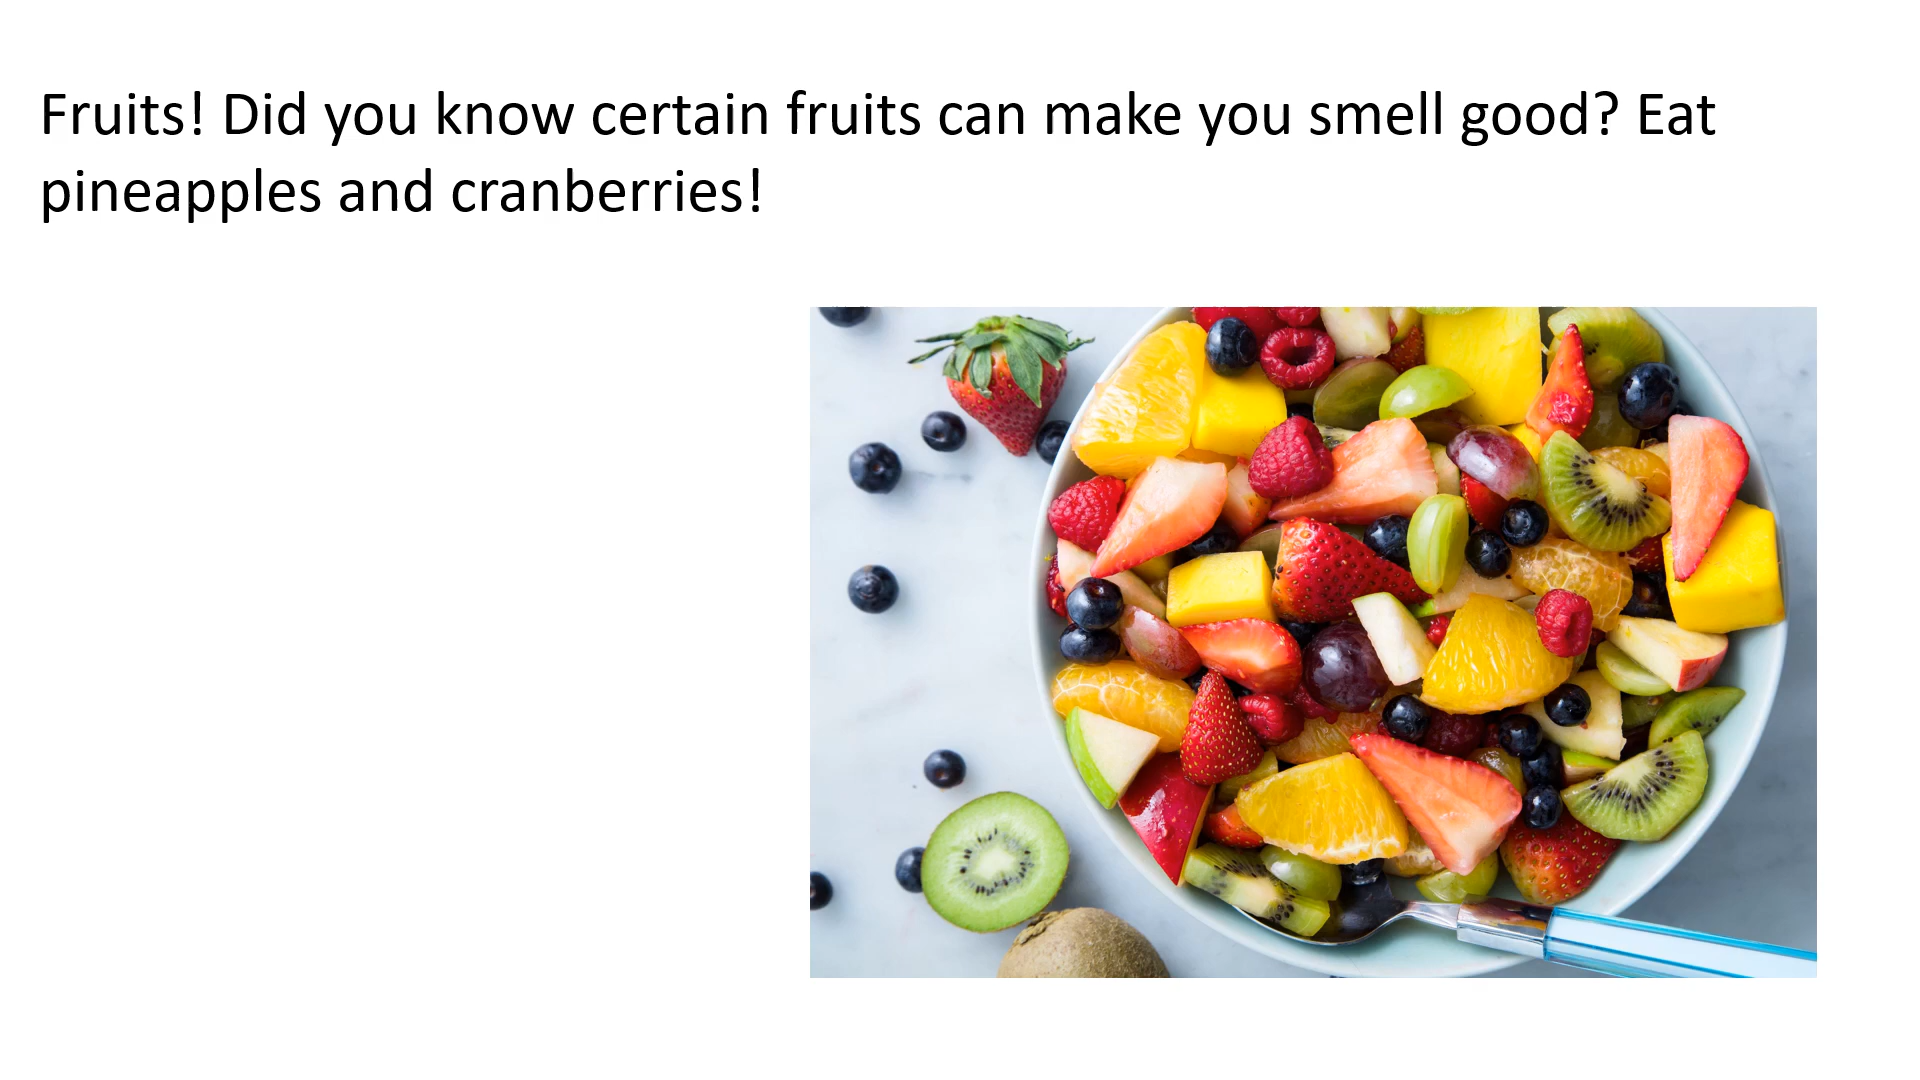 Fruits! Did you know certain fruits can make you smell good? Eat
pineapples and cranberries!